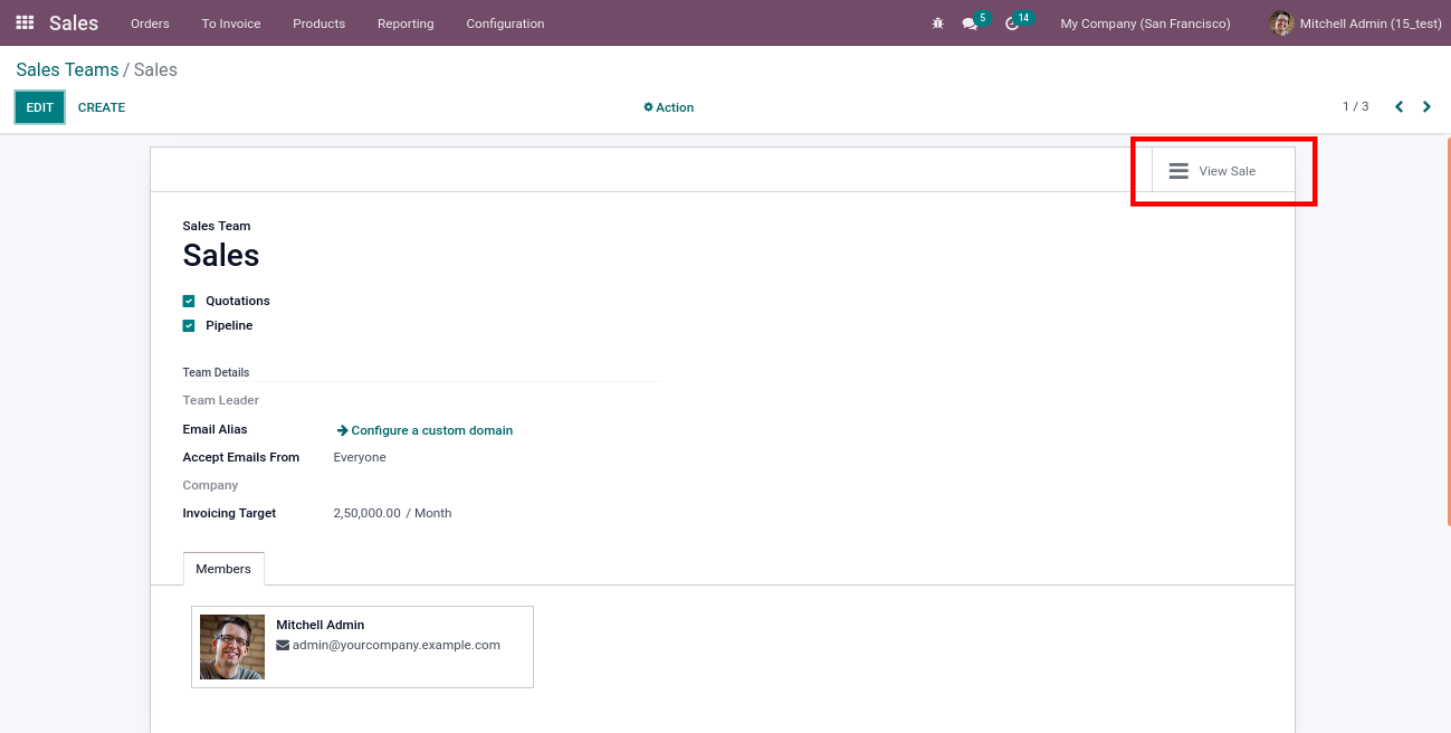 Sales Orders To Invoice Products Reporting Configuration 5 14 My Company (San Francisco) Mitchell Admin (15_test)
Sales Teams / Sales
EDIT CREATE Action 1 / 3
View Sale
Sales Team
Sales
Quotations
Pipeline
Team Details
Team Leader
Email Alias Configure a custom domain
Accept Emails From Everyone
Company
Invoicing Target 2,50,000.00 / Month
Members
Mitchell Admin
admin@yourcompany.example.com